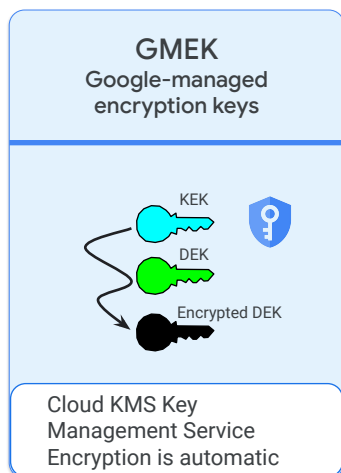 GMEK
Google-managed
encryption keys
KEK
DEK
Encrypted DEK
Cloud KMS Key
Management Service
Encryption is automatic